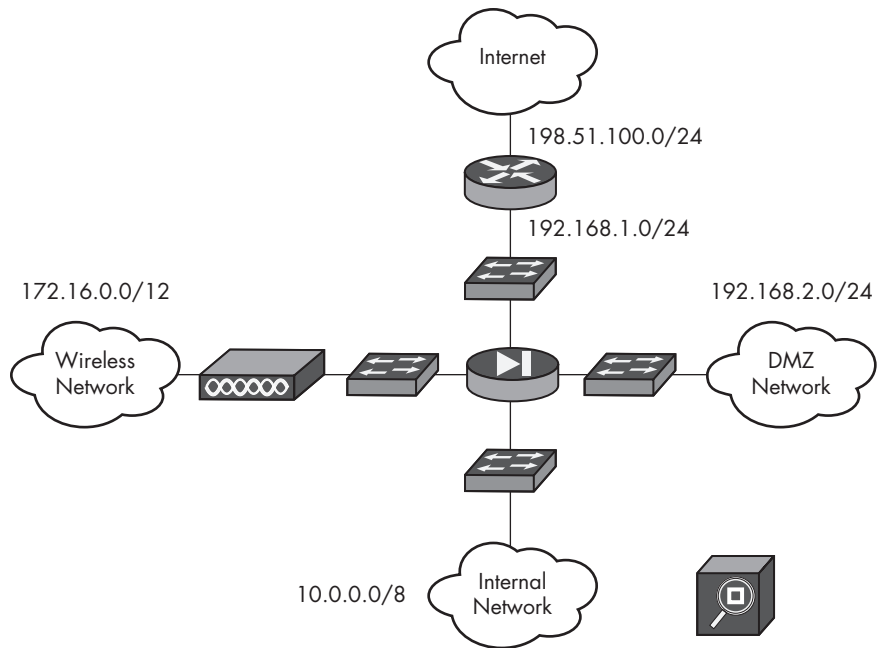 Internet
198.51.100.0/24
192.168.1.0/24
172.16.0.0/12
192.168.2.0/24
Wireless
Network
DMZ
Network
10.0.0.0/8
Internal
Network